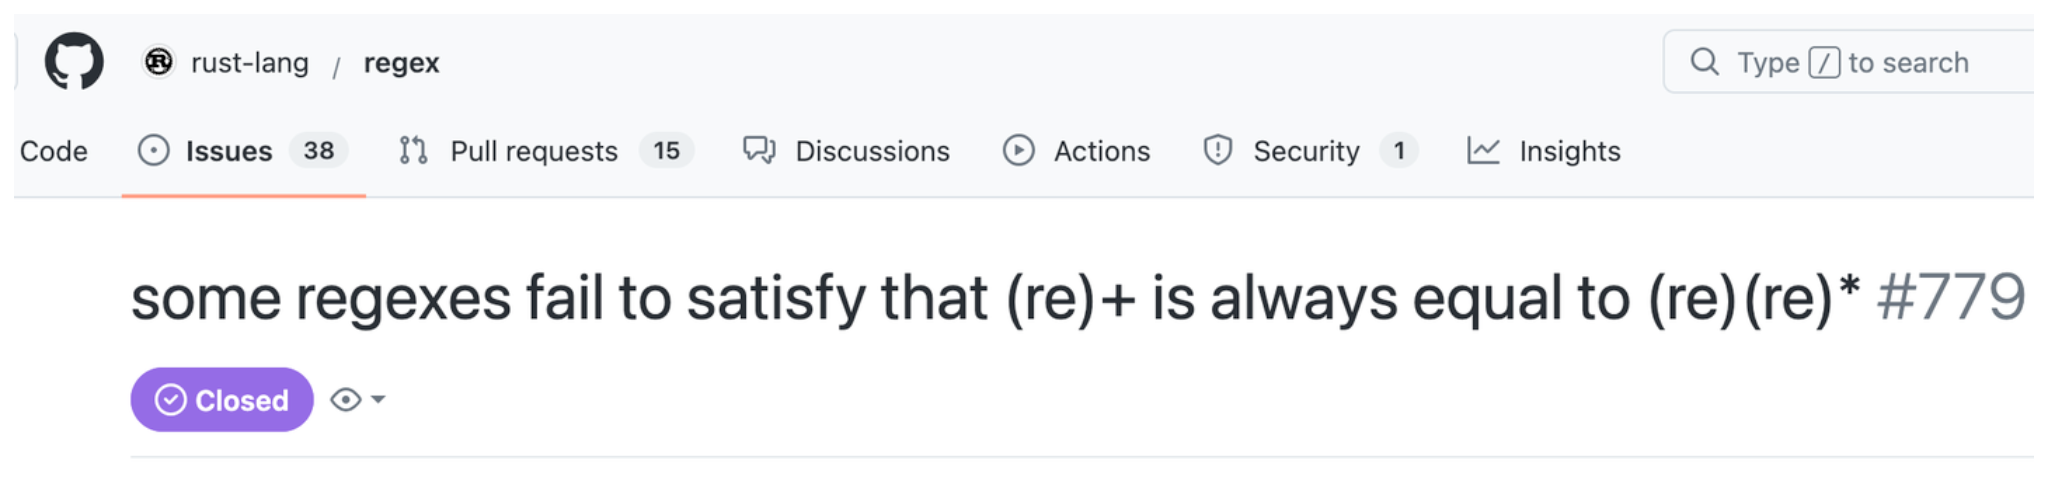 rust-lang / regex Type / to search
Code Issues 38 Pull requests 15 Discussions Actions Security 1 Insights
some regexes fail to satisfy that (re)+ is always equal to (re)(re)* #779
Closed